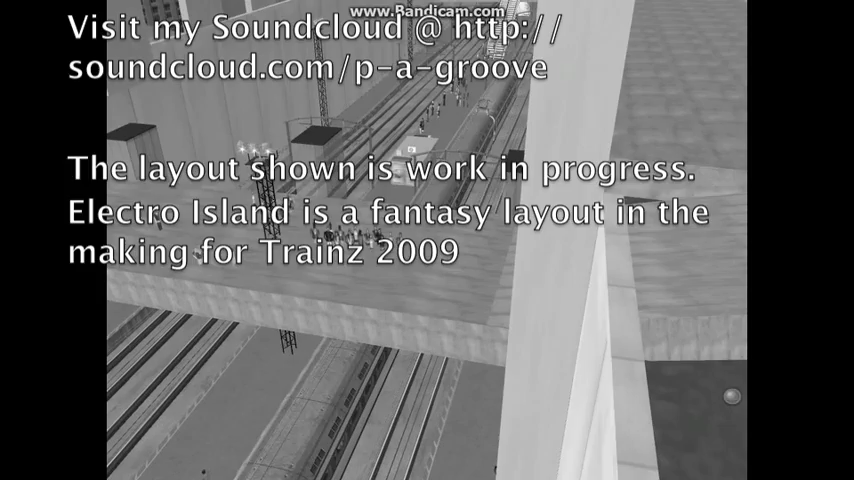 www.Bandicam.com
Visit my Soundcloud @ http://
soundcloud.com/p-a-groove
The layout shown is work in progress.
Electro Island is a fantasy layout in the
making for Trainz 2009